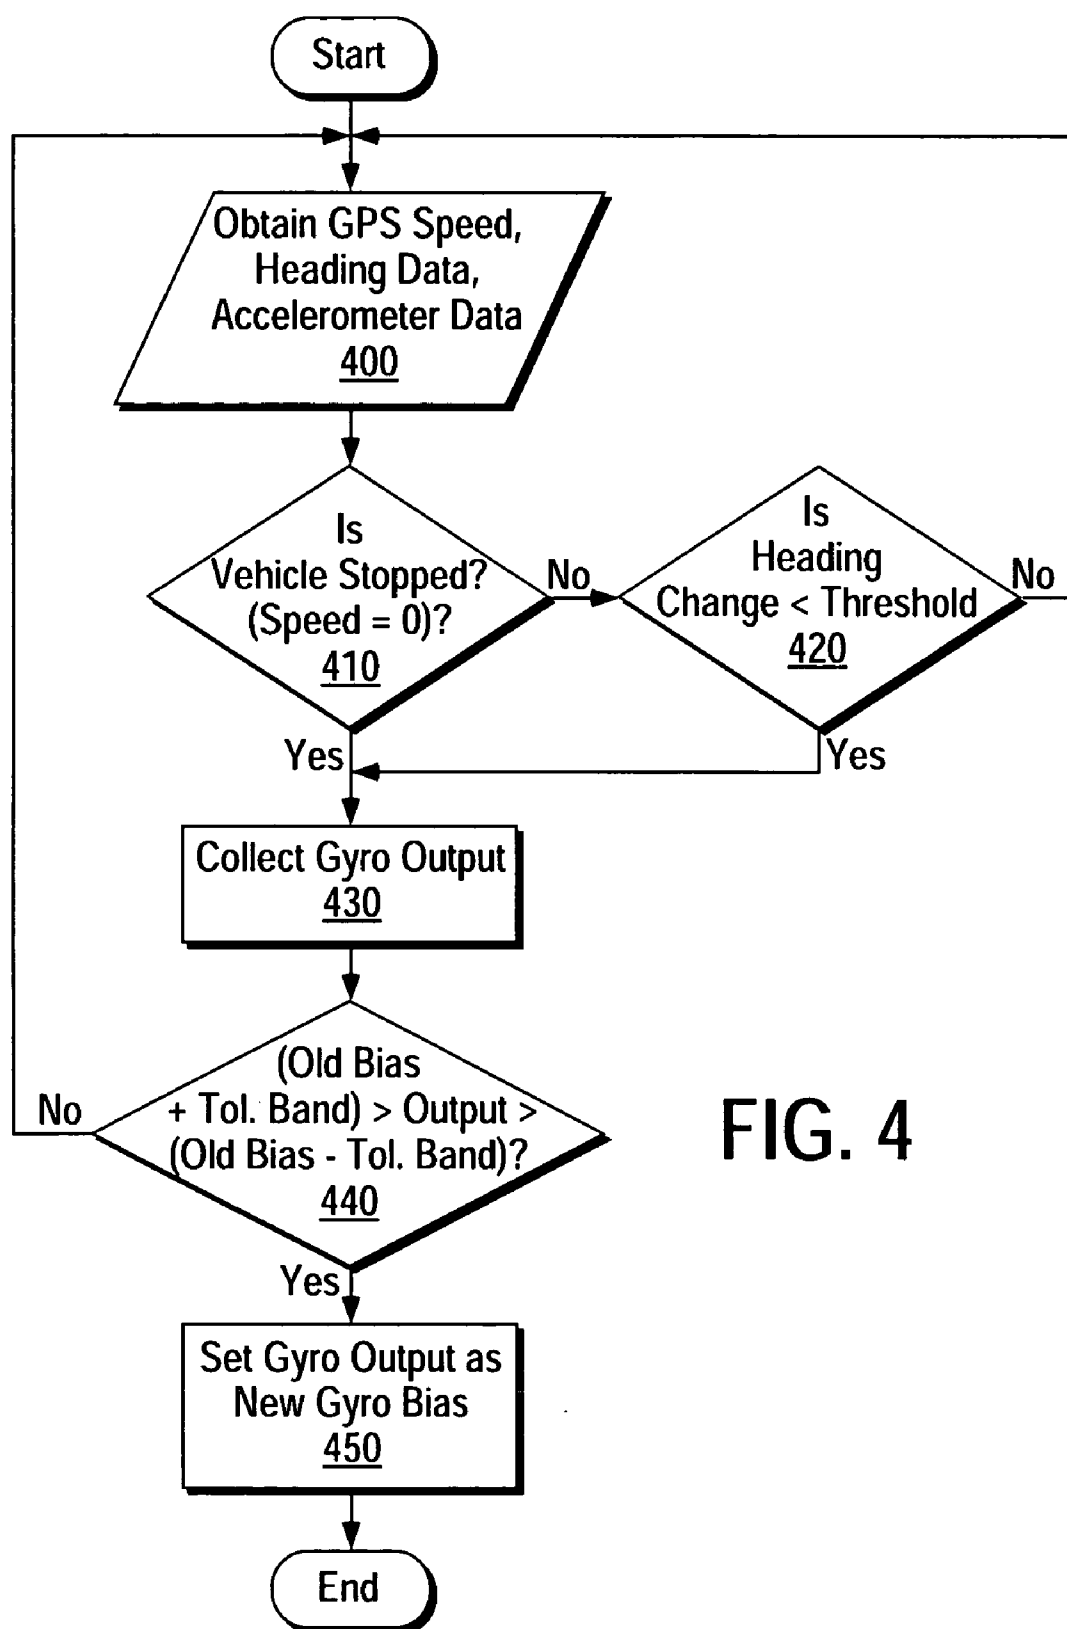 Start
Obtain GPS Speed,
Heading Data,
Accelerometer Data
400
Is
Vehicle Stopped?
(Speed = 0)?
410
No
Is
Heading
Change < Threshold
420
No
Yes
Yes
Collect Gyro Output
430
(Old Bias
+ Tol. Band) > Output >
(Old Bias - Tol. Band)?
440
No
FIG. 4
Yes
Set Gyro Output as
New Gyro Bias
450
End